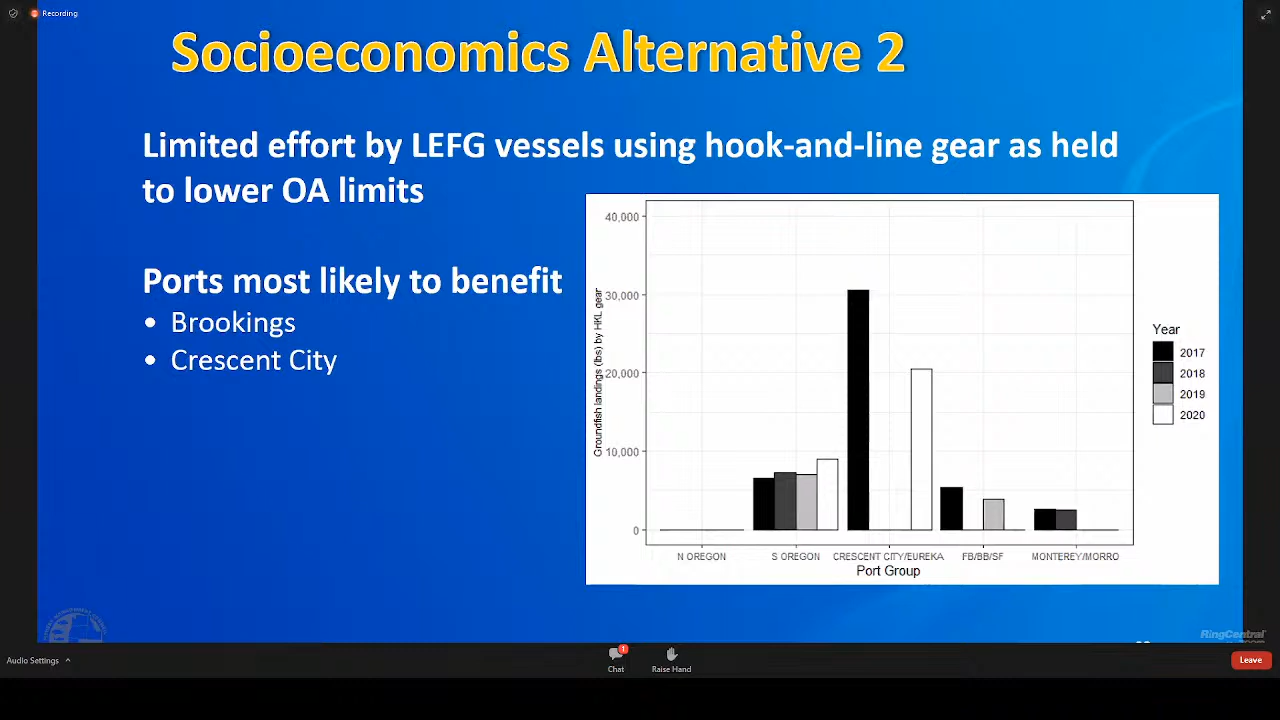 Recording
Socioeconomics Alternative 2
Limited effort by LEFG vessels using hook-and-line gear as held
to lower OA limits
Ports most likely to benefit
• Brookings
• Crescent City
Groundfish landings (lbs) by HKL gear
40,000
30,000
20,000
10,000
0
N OREGON
S OREGON
CRESCENT CITY/EUREKA
FB/BB/SF
MONTEREY/MORRO
Port Group
Year
2017
2018
2019
2020
RingCentral
Audio Settings
1
Chat
Raise Hand
Leave